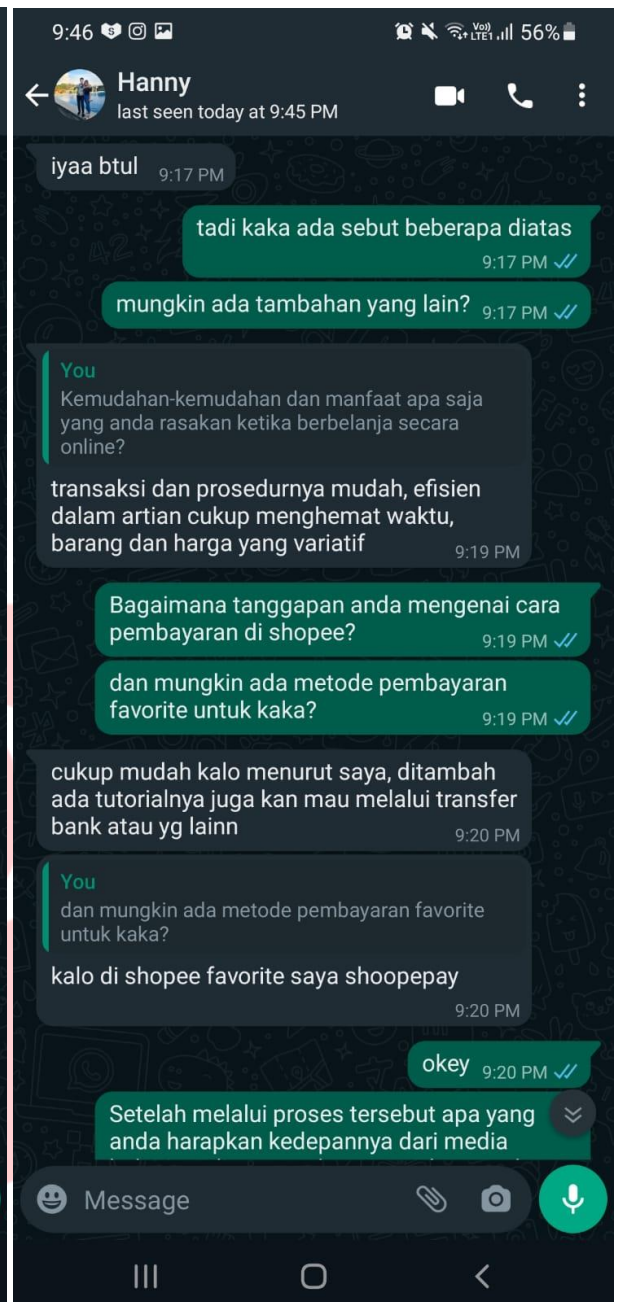 9:46
Vo)) LTE1 56%
Hanny
last seen today at 9:45 PM
iyaa btul 9:17 PM
tadi kaka ada sebut beberapa diatas
9:17 PM
mungkin ada tambahan yang lain? 9:17 PM
You
Kemudahan-kemudahan dan manfaat apa saja
yang anda rasakan ketika berbelanja secara
online?
transaksi dan prosedurnya mudah, efisien
dalam artian cukup menghemat waktu,
barang dan harga yang variatif 9:19 PM
Bagaimana tanggapan anda mengenai cara
pembayaran di shopee? 9:19 PM
dan mungkin ada metode pembayaran
favorite untuk kaka? 9:19 PM
cukup mudah kalo menurut saya, ditambah
ada tutorialnya juga kan mau melalui transfer
bank atau yg lainn 9:20 PM
You
dan mungkin ada metode pembayaran favorite
untuk kaka?
kalo di shopee favorite saya shoopepay
9:20 PM
okey 9:20 PM
Setelah melalui proses tersebut apa yang
anda harapkan kedepannya dari media
Message